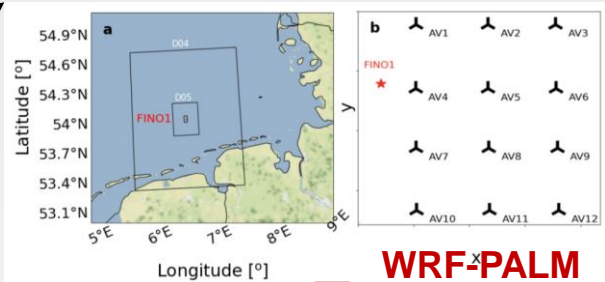 a
D04
D05
FINO1
g
54.9°N
54.6°N
54.3°N
54°N
53.7°N
53.4°N
53.1°N
Latitude [º]
5°E
6°E
7°E
8°E
9°E
Longitude [º]
b
FINO1
AV1 AV2 AV3
AV4 AV5 AV6
AV7 AV8 AV9
AV10 AV11 AV12
y
x
WRF-PALM